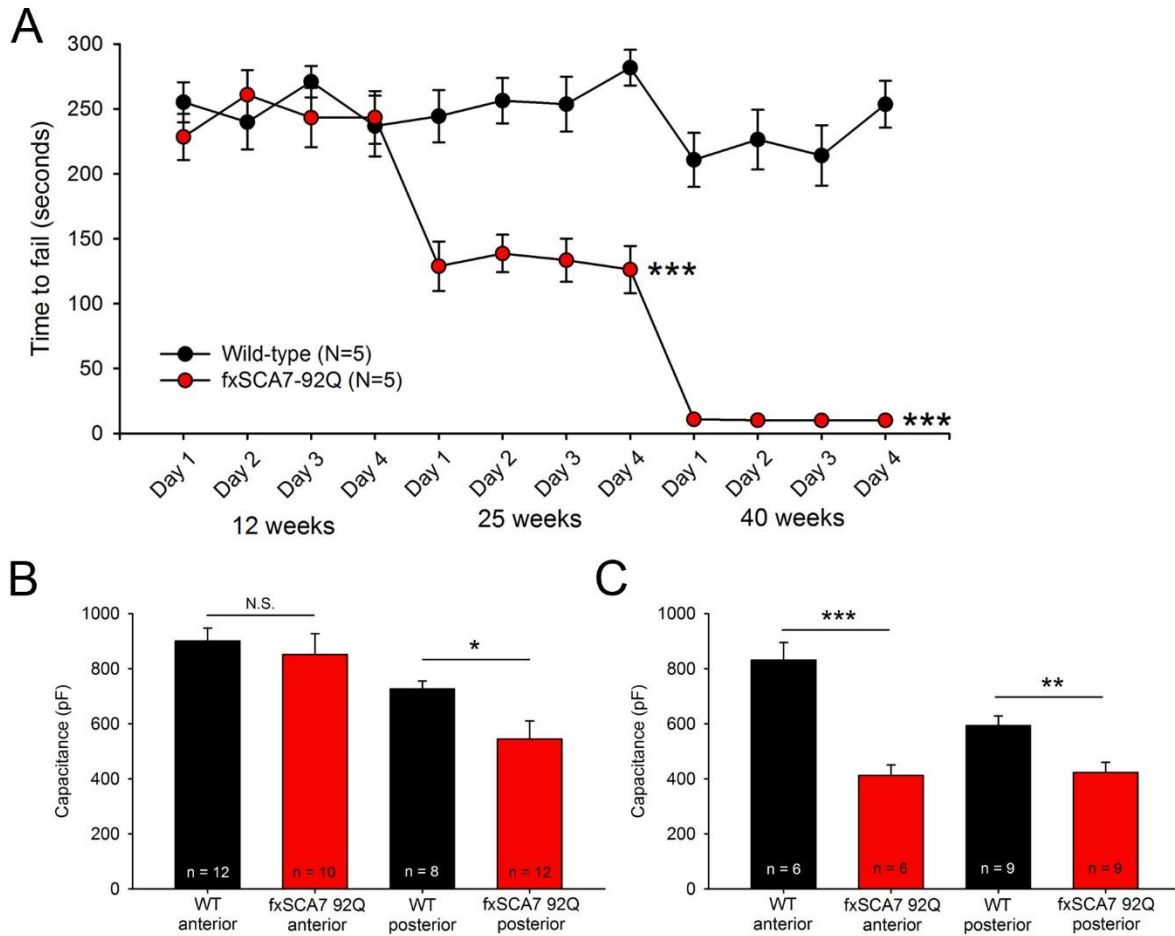 A
300
250
200
150
100
50
0
Time to fail (seconds)
Wild-type (N=5)
fxSCA7-92Q (N=5)
***
***
Day 1 Day 2 Day 3 Day 4 Day 1 Day 2 Day 3 Day 4 Day 1 Day 2 Day 3 Day 4
12 weeks 25 weeks 40 weeks
B
1000
800
600
400
200
0
Capacitance (pF)
N.S.
*
n = 12 n = 10 n = 8 n = 12
WT fxSCA7 92Q WT fxSCA7 92Q
anterior anterior posterior posterior
C
1000
800
600
400
200
0
Capacitance (pF)
***
**
n = 6 n = 6 n = 9 n = 9
WT fxSCA7 92Q WT fxSCA7 92Q
anterior anterior posterior posterior